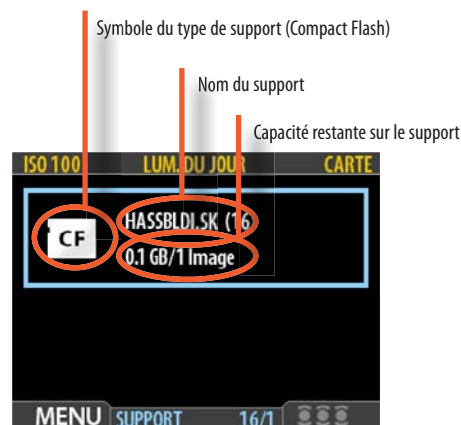 Symbole du type de support (Compact Flash)
Nom du support
Capacité restante sur le support
ISO 100 LUM. DU JOUR CARTE
CF
HASSBLDI.SK (16
0.1 GB/1 Image
MENU SUPPORT 16/1